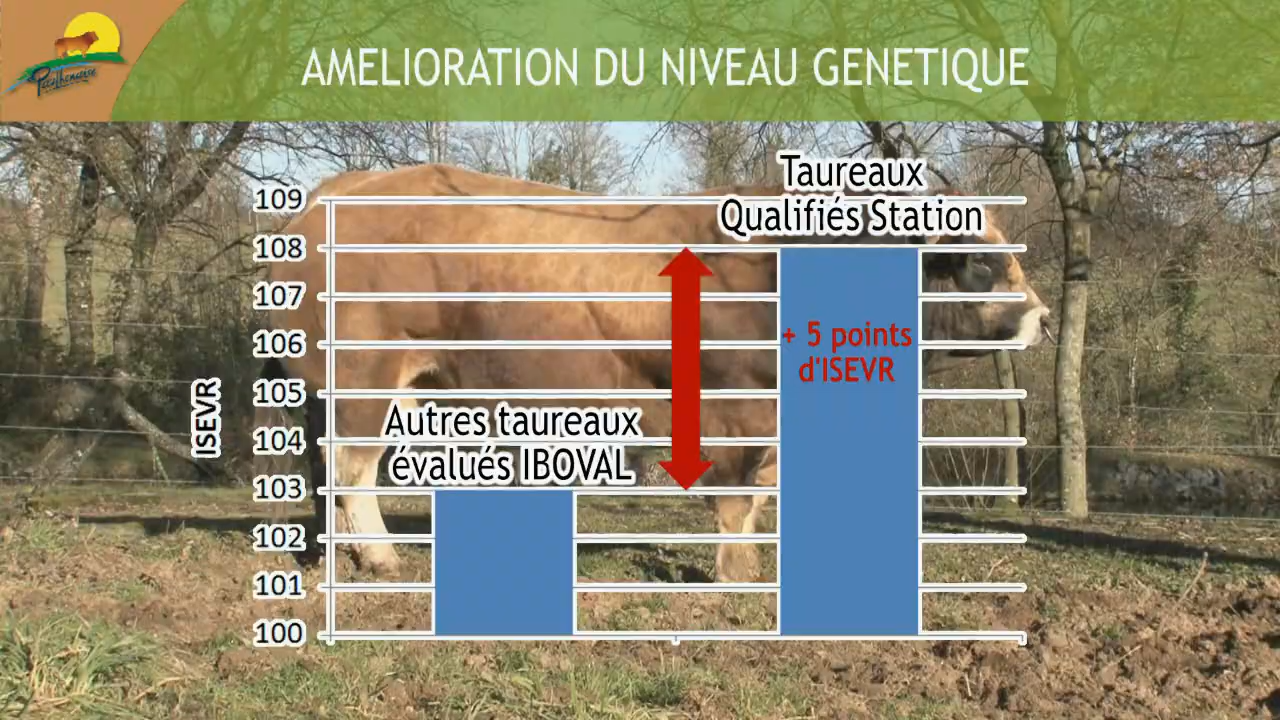 Parthenaise
AMELIORATION DU NIVEAU GENETIQUE
Taureaux
Qualifiés Station
109
108
107
106
105
104
103
102
101
100
ISEVR
+ 5 points
d'ISEVR
Autres taureaux
évalués IBOVAL